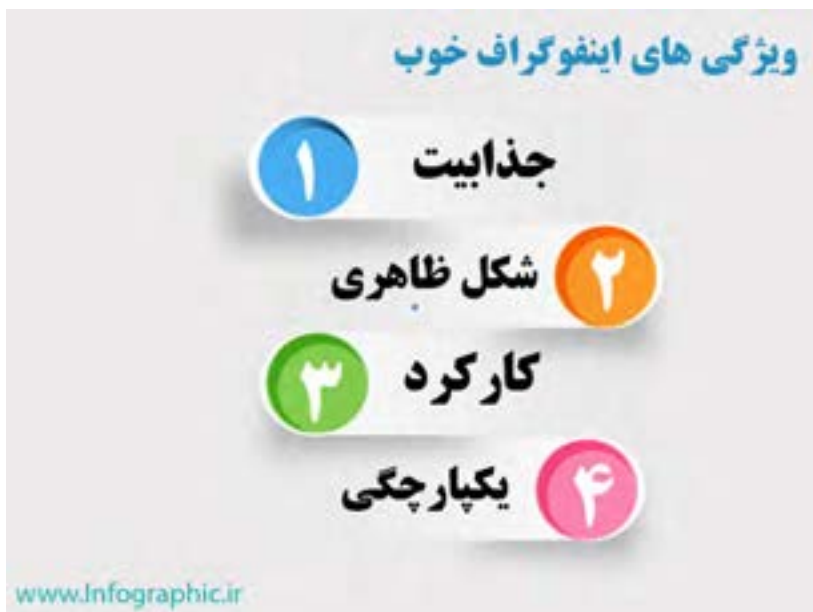 ویژگی های اینفوگراف خوب
۱ جذابیت
۲ شکل ظاهری
۳ کارکرد
۴ یکپارچگی
www.Infographic.ir